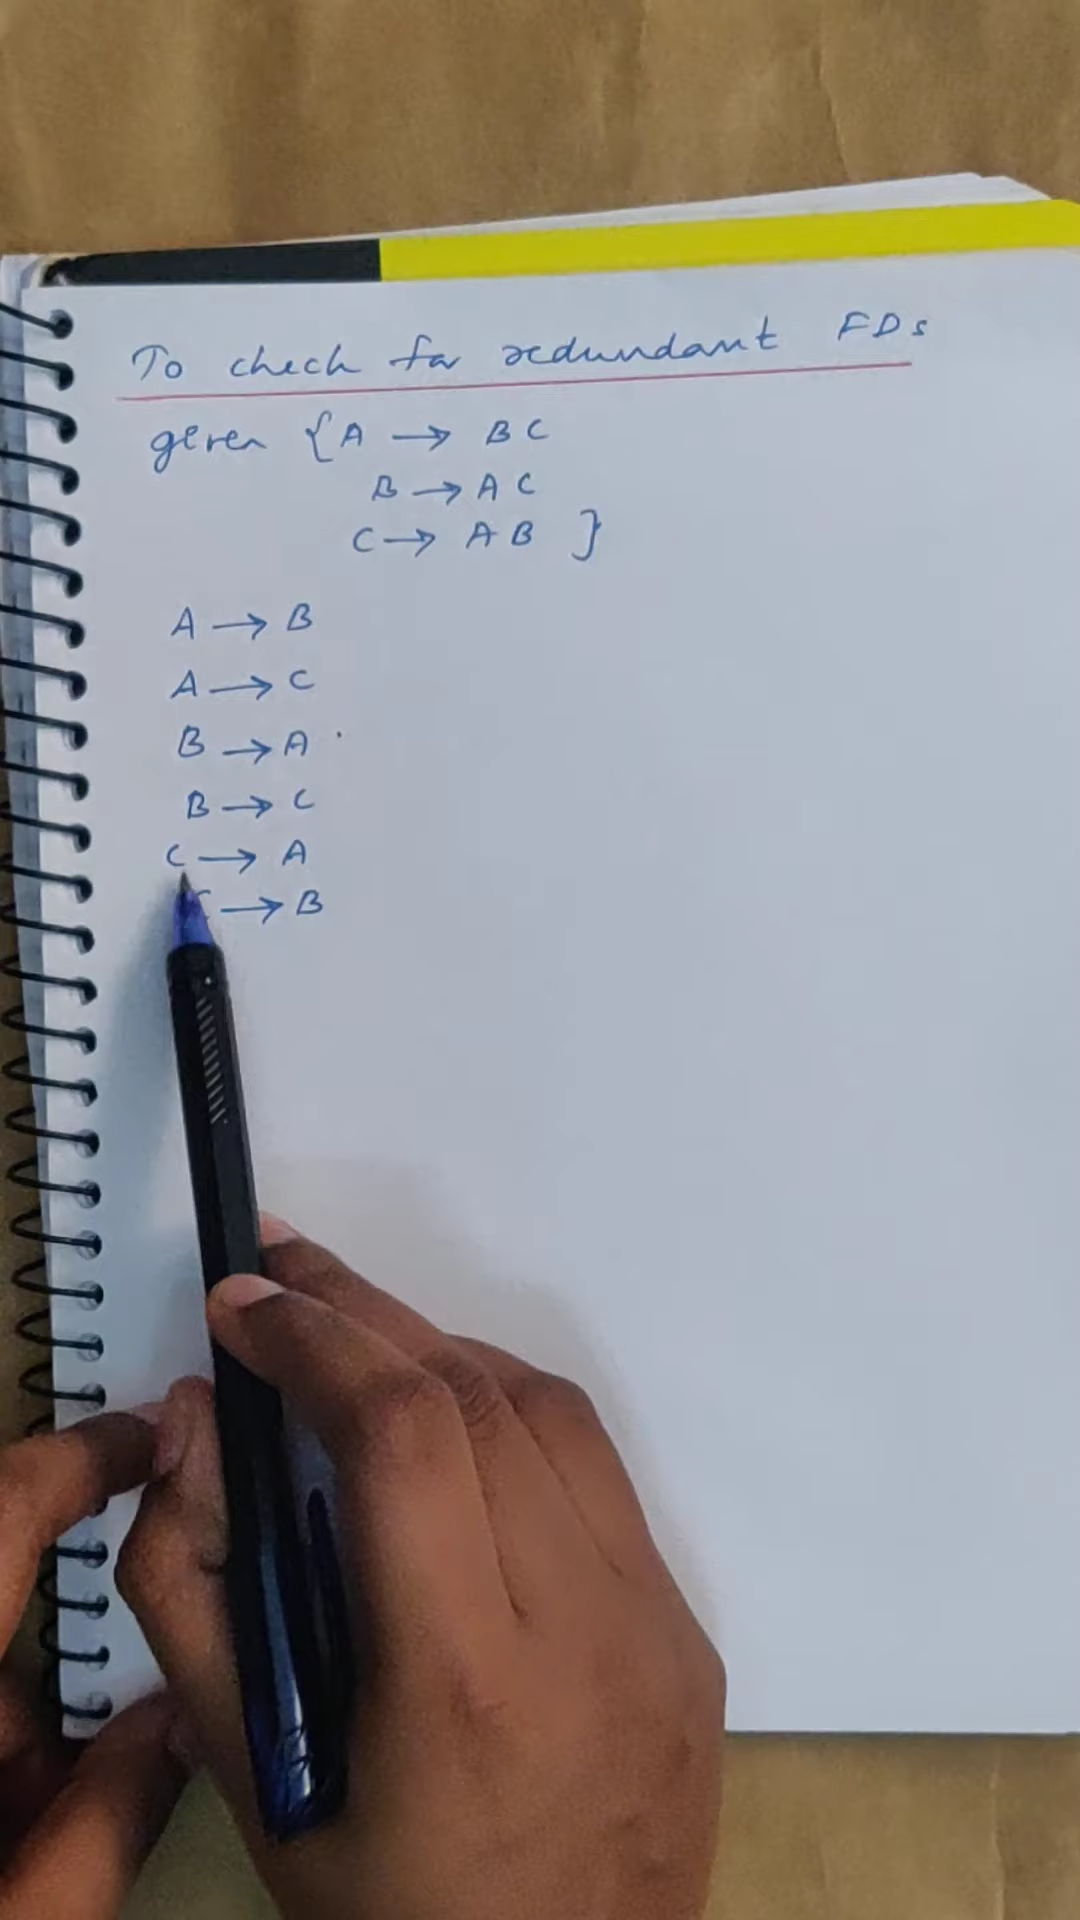 To check for redundant FDs
given { A → BC
B → AC
C → AB }
A → B
A → C
B → A
B → C
C → A
C → B